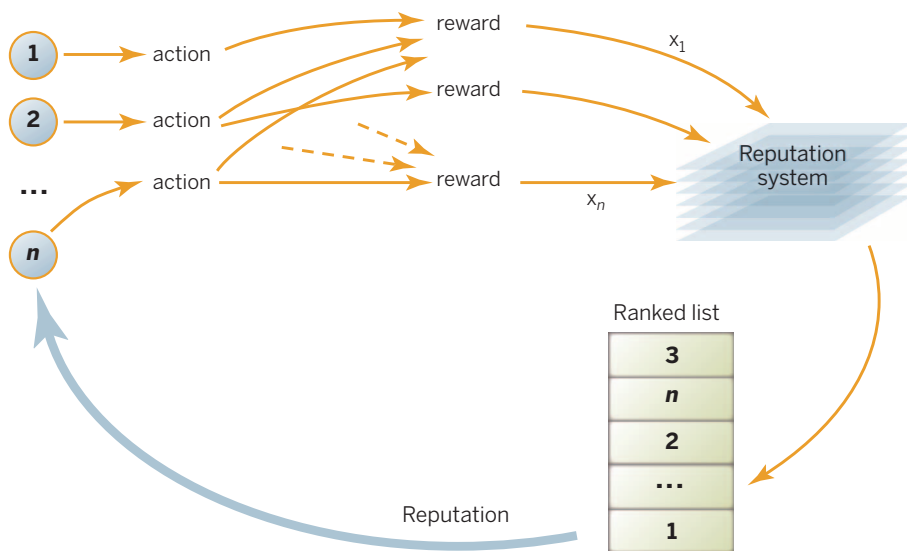 1
action
reward
x1
2
action
reward
...
action
reward
xn
n
Reputation
system
Ranked list
3
n
2
...
1
Reputation